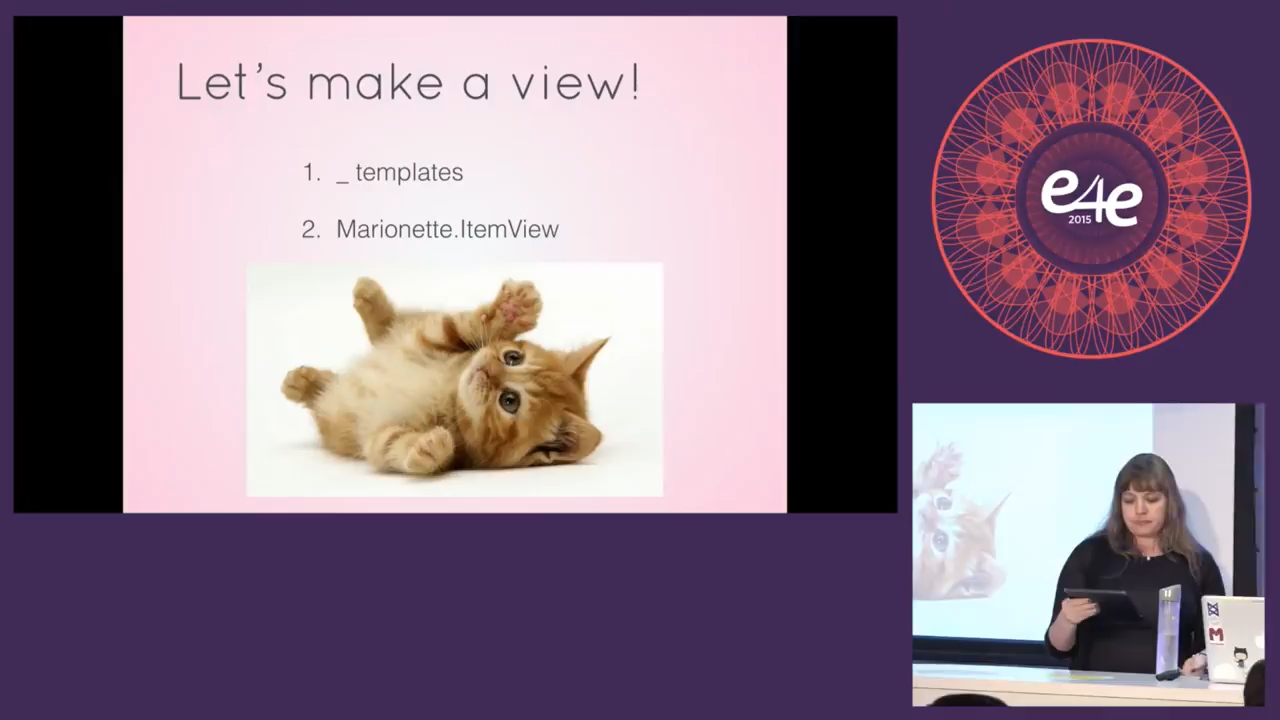 Let's make a view!
1. _ templates
2. Marionette.ItemView
e4e
2015
M